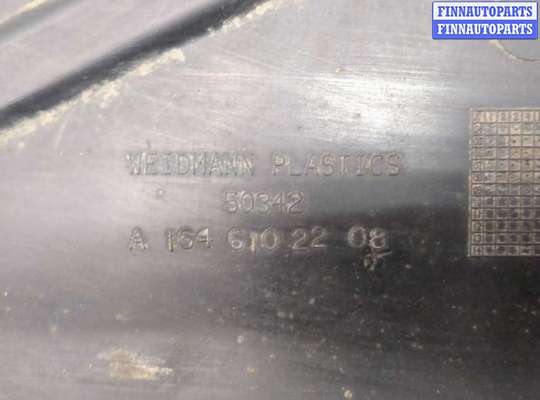 FINNAUTOPARTS
FINNAUTOPARTS
WEIDMANN PLASTICS
50342
A 164 610 22 08